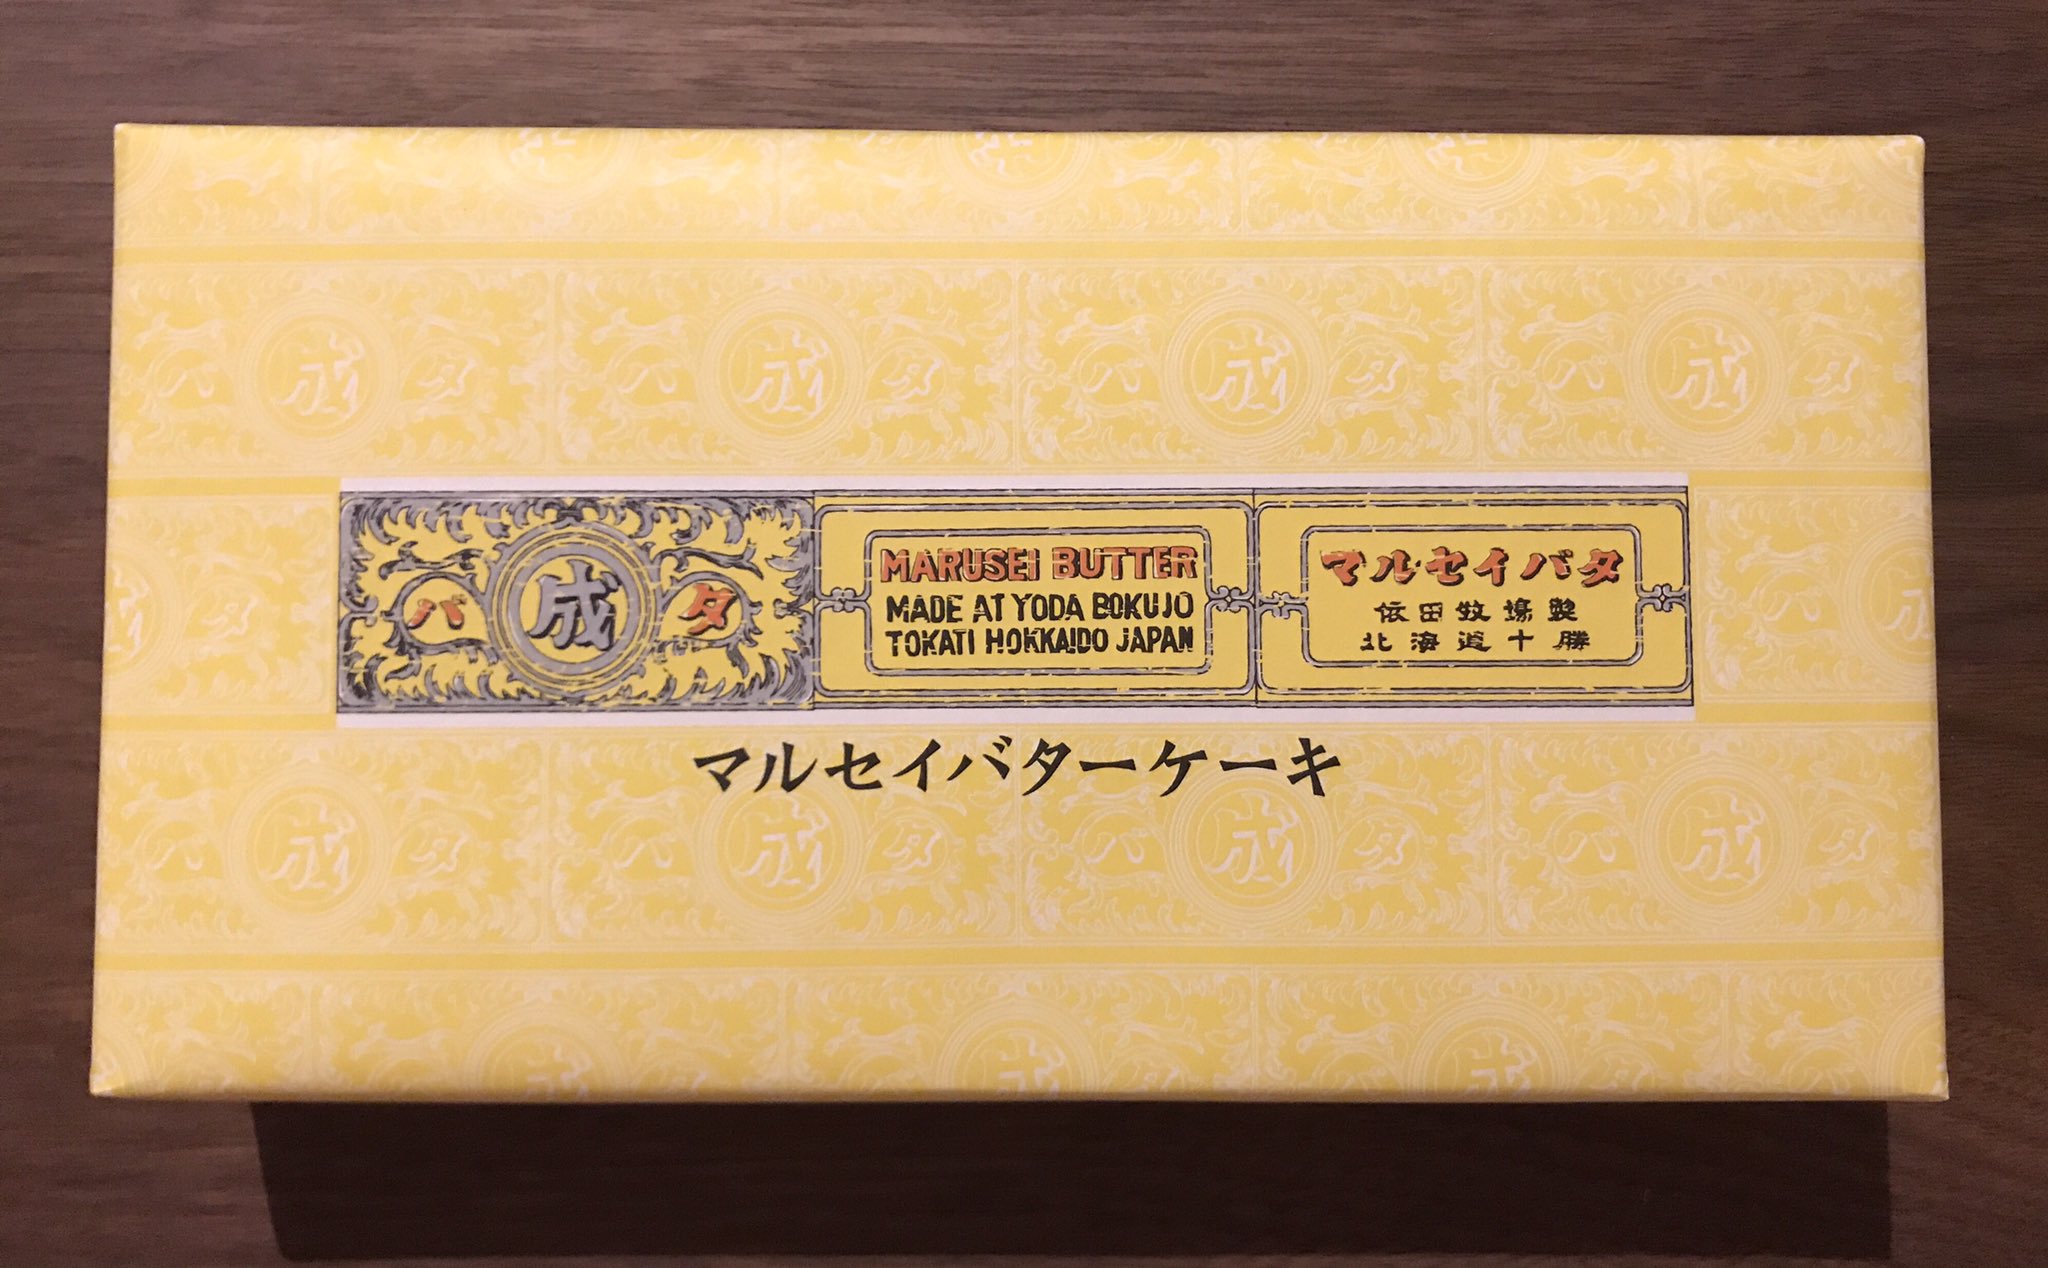 バ 成 タ
MARUSEI BUTTER
MADE AT YODA BOKUJO
TOKATI HOKKAIDO JAPAN
マルセイバタ
依田牧場製
北海道十勝
マルセイバターケーキ